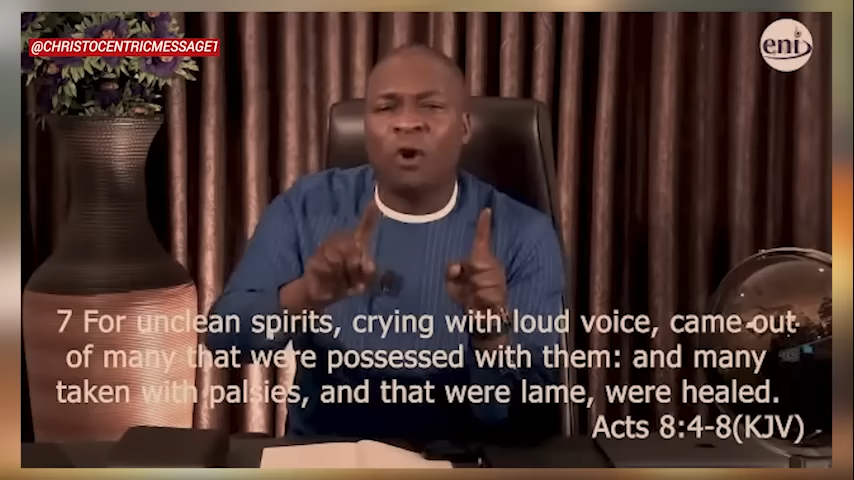 @CHRISTOCENTRICMESSAGE1
eni
7 For unclean spirits, crying with loud voice, came out
of many that were possessed with them: and many
taken with palsies, and that were lame, were healed.
Acts 8:4-8(KJV)